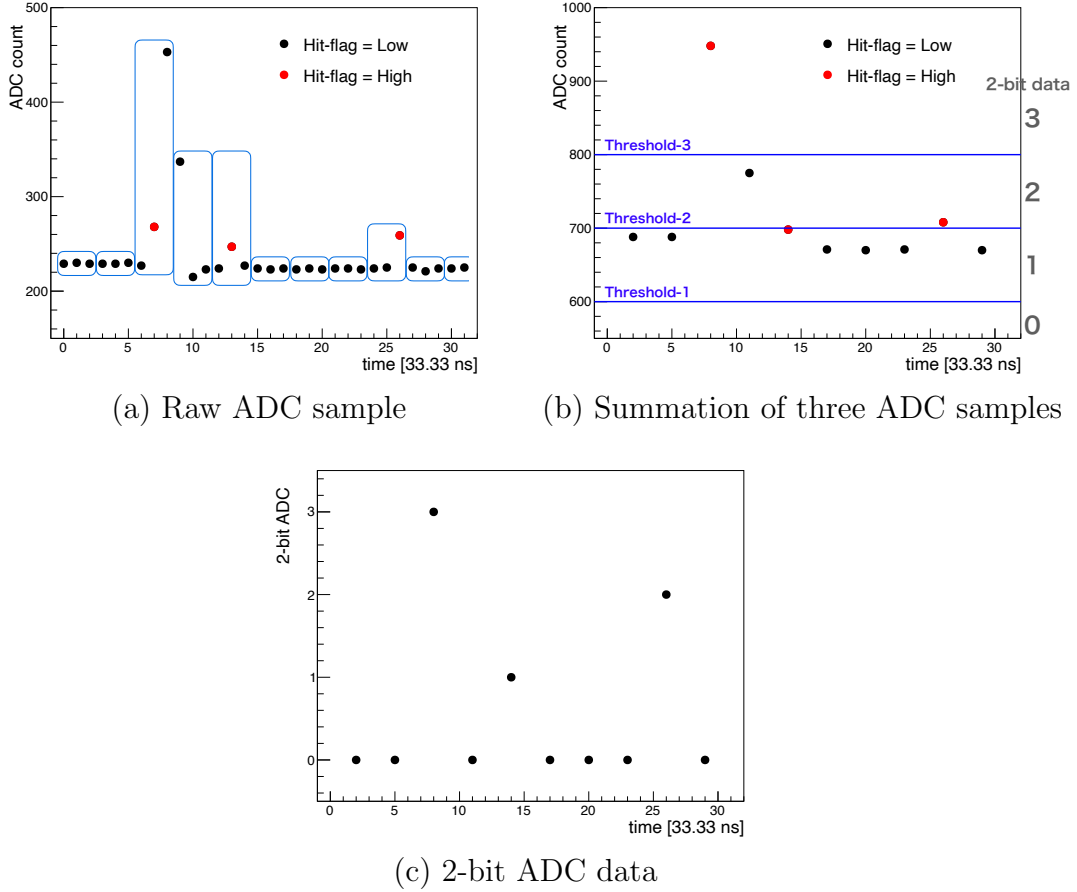 500
400
300
200
ADC count
Hit-flag = Low
Hit-flag = High
0 5 10 15 20 25 30
time [33.33 ns]
(a) Raw ADC sample
1000
900
800
700
600
ADC count
Hit-flag = Low
Hit-flag = High
2-bit data
3
Threshold-3
2
Threshold-2
1
Threshold-1
0
0 5 10 15 20 25 30
time [33.33 ns]
(b) Summation of three ADC samples
3
2
1
0
2-bit ADC
0 5 10 15 20 25 30
time [33.33 ns]
(c) 2-bit ADC data